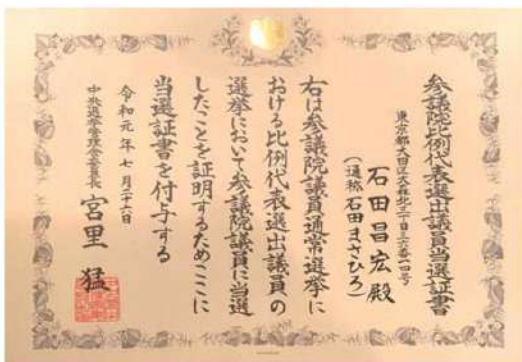 参議院比例代表選出議員当選証書
東京都大田区大森北二丁目三六番一四号
石田昌宏殿
(通称 石田まさひろ)
右は参議院議員通常選挙に
おける比例代表選出議員の
選挙において参議院議員に当選
したことを証明するためここに
当選証書を付与する
令和元年七月二十六日
中央選挙管理会委員長 宮里 猛